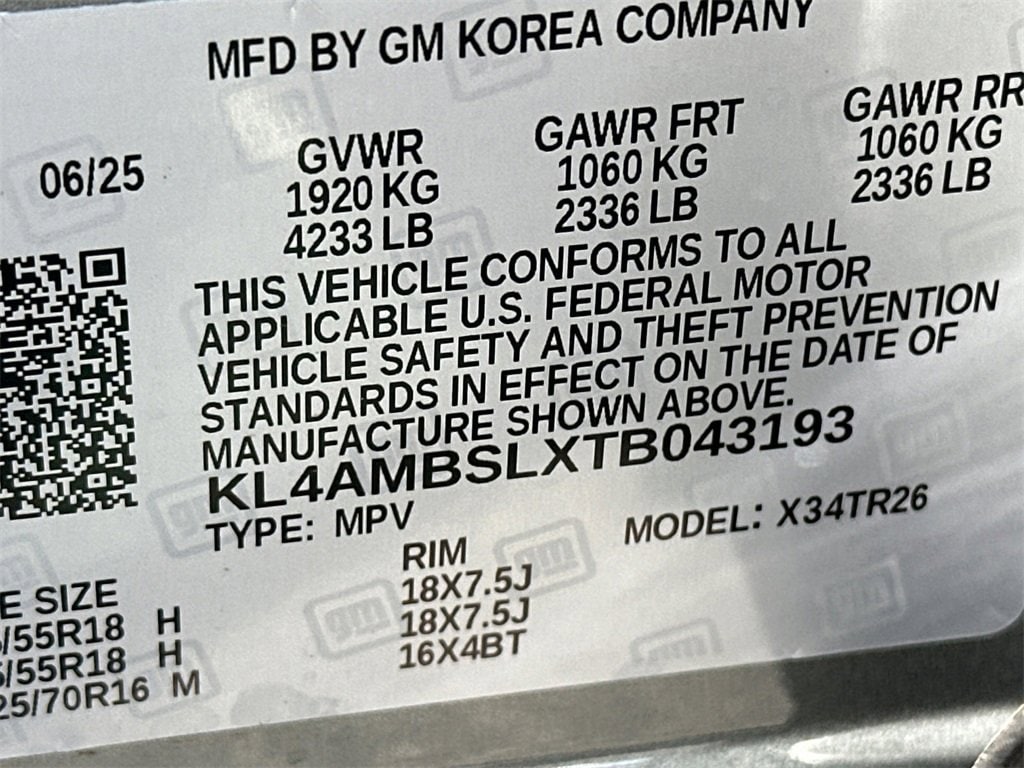 MFD BY GM KOREA COMPANY
06/25
GVWR
1920 KG
4233 LB
GAWR FRT
1060 KG
2336 LB
GAWR RR
1060 KG
2336 LB
THIS VEHICLE CONFORMS TO ALL
APPLICABLE U.S. FEDERAL MOTOR
VEHICLE SAFETY AND THEFT PREVENTION
STANDARDS IN EFFECT ON THE DATE OF
MANUFACTURE SHOWN ABOVE.
KL4AMBSLXTB043193
TYPE: MPV
MODEL: X34TR26
E SIZE
/55R18 H
/55R18 H
25/70R16 M
RIM
18X7.5J
18X7.5J
16X4BT
gm
gm